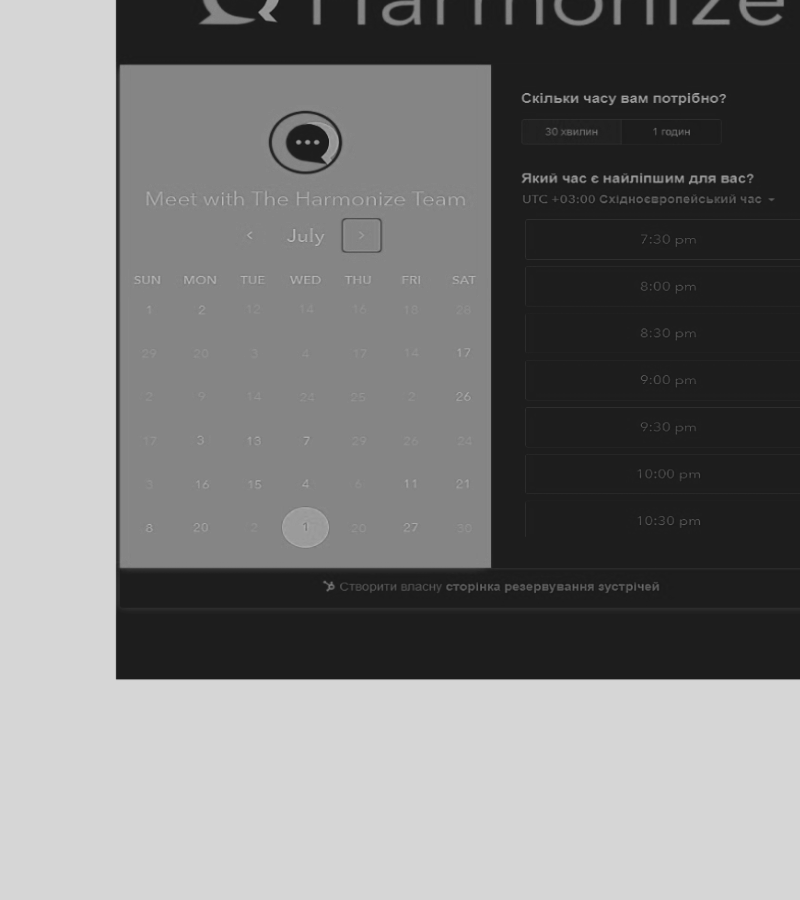 Harmonize
Meet with The Harmonize Team
< July >
SUN MON TUE WED THU FRI SAT
1 2 12 14 16 18 28
29 20 3 4 17 14 17
2 9 14 24 25 2 26
17 3 13 7 29 26 24
3 16 15 4 6 11 21
8 20 2 1 20 27 30
Скільки часу вам потрібно?
30 хвилин 1 годин
Який час є найліпшим для вас?
UTC +03:00 Східноєвропейський час
7:30 pm
8:00 pm
8:30 pm
9:00 pm
9:30 pm
10:00 pm
10:30 pm
Створити власну сторінка резервування зустрічей